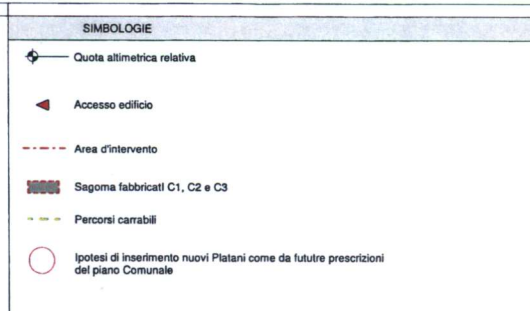 SIMBOLOGIE
Quota altimetrica relativa
Accesso edificio
Area d'intervento
Sagoma fabbricatI C1, C2 e C3
Percorsi carrabili
Ipotesi di inserimento nuovi Platani come da fututre prescrizioni
del piano Comunale